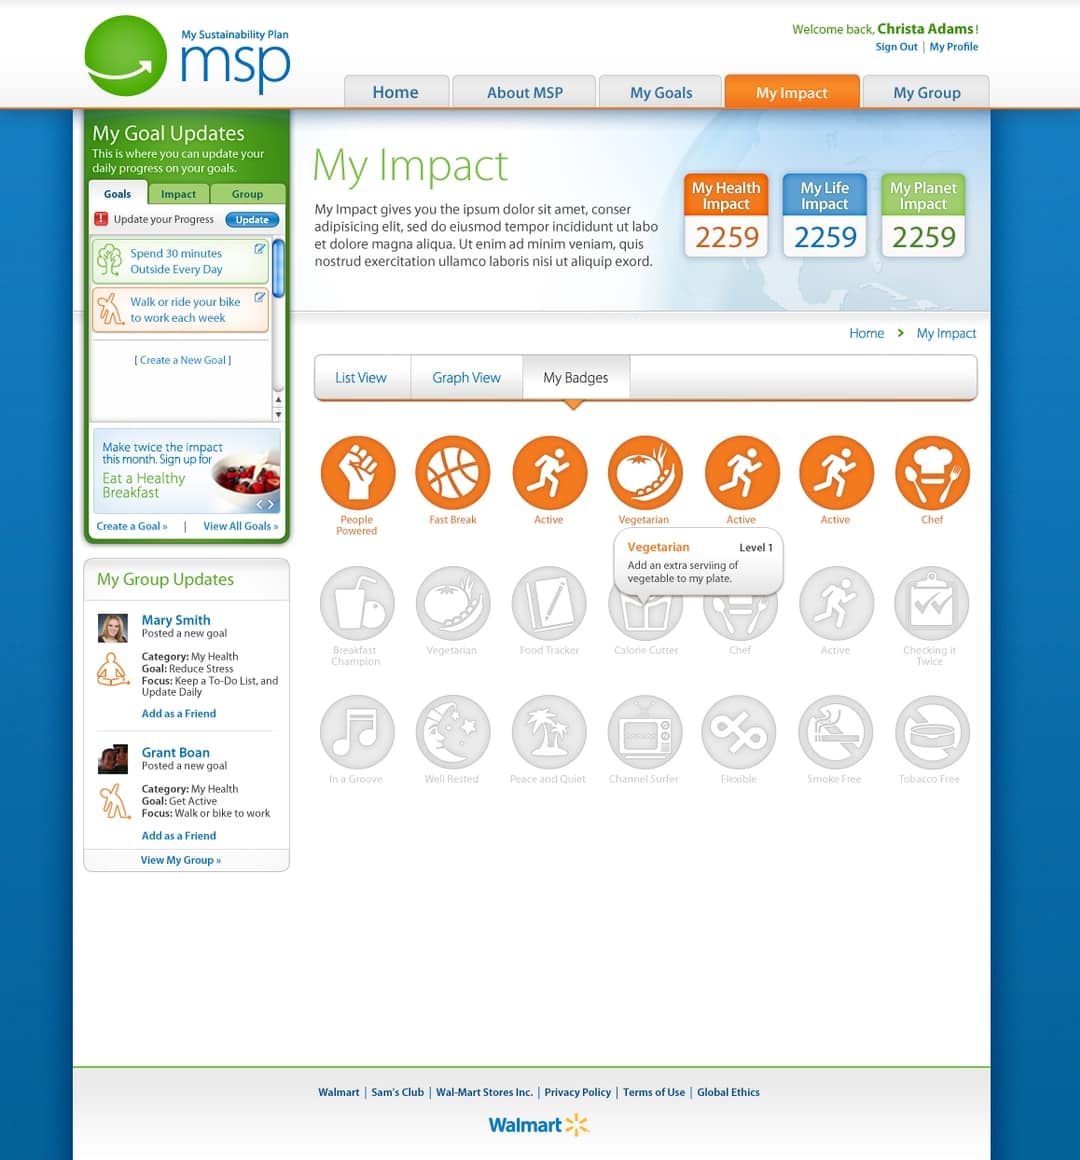 My Sustainability Plan
msp
Welcome back, Christa Adams!
Sign Out | My Profile
Home
About MSP
My Goals
My Impact
My Group
My Goal Updates
This is where you can update your
daily progress on your goals.
Goals
Impact
Group
! Update your Progress
Update
Spend 30 minutes
Outside Every Day
Walk or ride your bike
to work each week
[ Create a New Goal ]
Make twice the impact
this month. Sign up for
Eat a Healthy
Breakfast
Create a Goal » | View All Goals »
My Group Updates
Mary Smith
Posted a new goal
Category: My Health
Goal: Reduce Stress
Focus: Keep a To-Do List, and
Update Daily
Add as a Friend
Grant Boan
Posted a new goal
Category: My Health
Goal: Get Active
Focus: Walk or bike to work
Add as a Friend
View My Group »
My Impact
My Impact gives you the ipsum dolor sit amet, conser
adipisicing elit, sed do eiusmod tempor incididunt ut labo
et dolore magna aliqua. Ut enim ad minim veniam, quis
nostrud exercitation ullamco laboris nisi ut aliquip exord.
My Health
Impact
2259
My Life
Impact
2259
My Planet
Impact
2259
Home > My Impact
List View
Graph View
My Badges
People
Powered
Fast Break
Active
Vegetarian
Active
Active
Chef
Vegetarian
Level 1
Add an extra serviing of
vegetable to my plate.
Breakfast
Champion
Vegetarian
Food Tracker
Calorie Cutter
Chef
Active
Checking it
Twice
In a Groove
Well Rested
Peace and Quiet
Channel Surfer
Flexible
Smoke Free
Tobacco Free
Walmart | Sam's Club | Wal-Mart Stores Inc. | Privacy Policy | Terms of Use | Global Ethics
Walmart